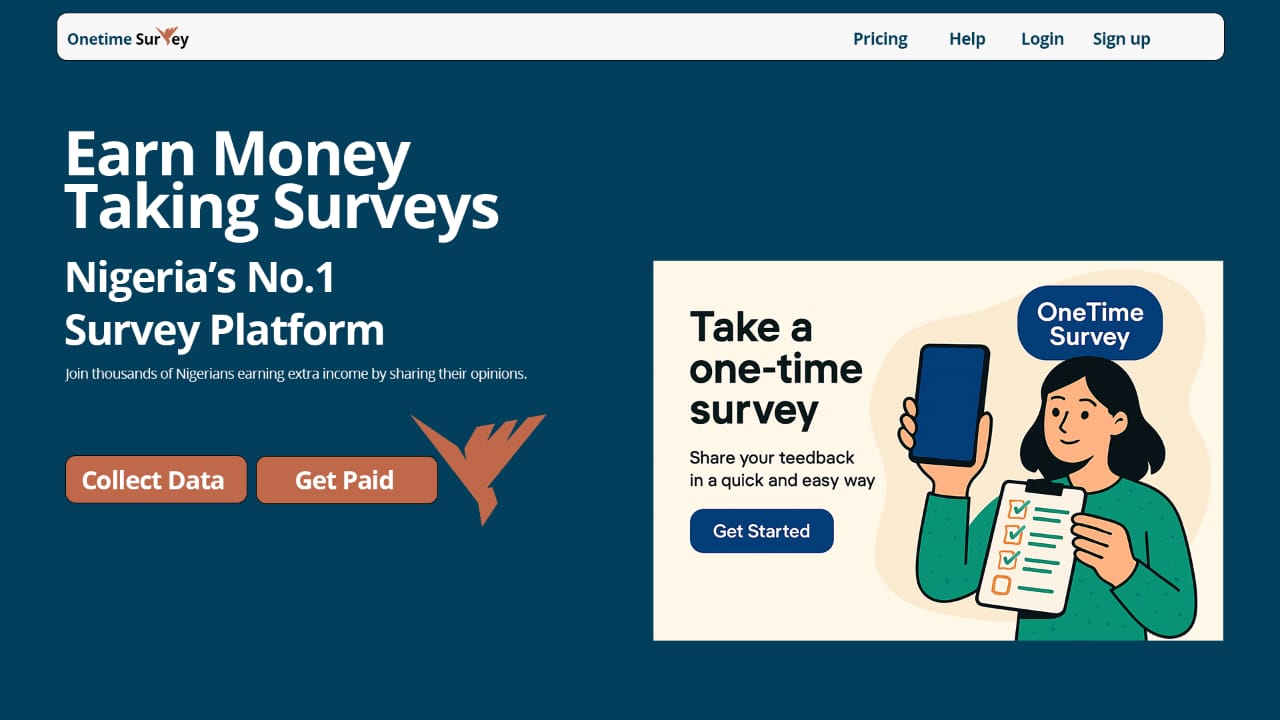 Onetime Survey
Pricing Help Login Sign up
Earn Money
Taking Surveys
Nigeria’s No.1
Survey Platform
Join thousands of Nigerians earning extra income by sharing their opinions.
Collect Data Get Paid
OneTime
Survey
Take a
one-time
survey
Share your teedback
in a quick and easy way
Get Started